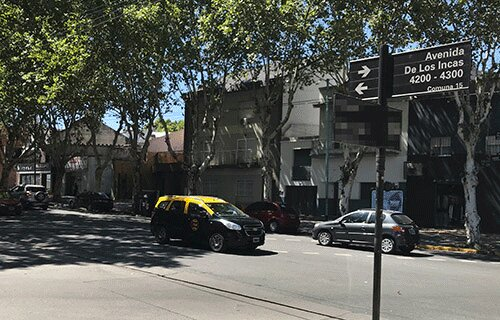 Avenida
De Los Incas
4200 - 4300
Comuna 15